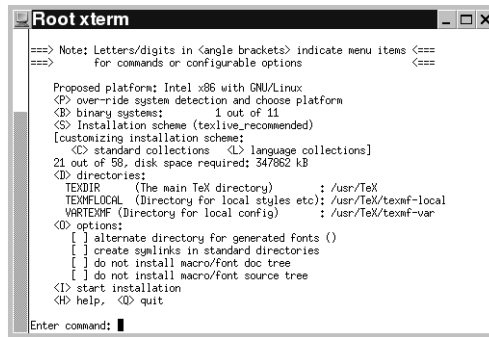 Root xterm
===> Note: Letters/digits in <angle brackets> indicate menu items <===
===>       for commands or configurable options                   <===
Proposed platform: Intel x86 with GNU/Linux
<P> over-ride system detection and choose platform
<B> binary systems:          1 out of 11
<S> Installation scheme (texlive_recommended)
[customizing installation scheme:
<C> standard collections   <L> language collections]
21 out of 58, disk space required: 347862 kB
<D> directories:
TEXDIR     (The main TeX directory)         : /usr/TeX
TEXMFLOCAL (Directory for local styles etc): /usr/TeX/texmf-local
VARTEXMF (Directory for local config)      : /usr/TeX/texmf-var
<O> options:
[ ] alternate directory for generated fonts ()
[ ] create symlinks in standard directories
[ ] do not install macro/font doc tree
[ ] do not install macro/font source tree
<I> start installation
<H> help,  <Q> quit
Enter command: